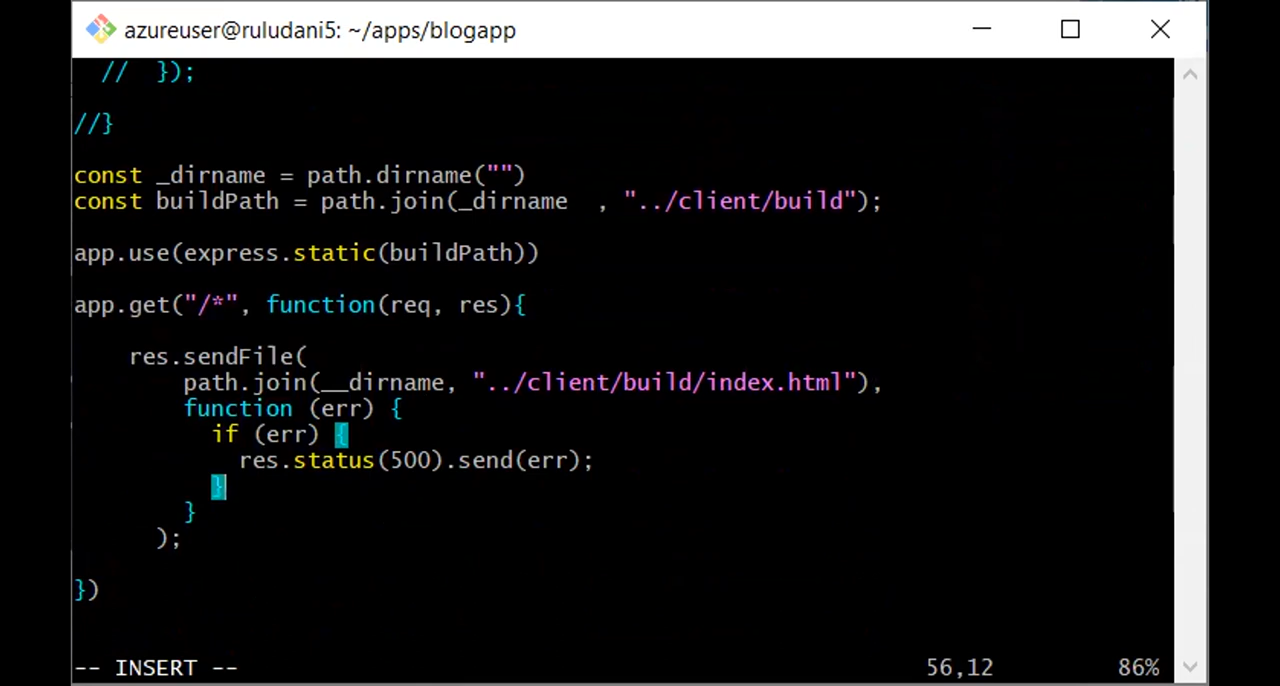 azureuser@ruludani5: ~/apps/blogapp
//  });
//}
const _dirname = path.dirname("")
const buildPath = path.join(_dirname  , "../client/build");
app.use(express.static(buildPath))
app.get("/*", function(req, res){
res.sendFile(
path.join(__dirname, "../client/build/index.html"),
function (err) {
if (err) {
res.status(500).send(err);
}
}
);
})
-- INSERT -- 56,12 86%